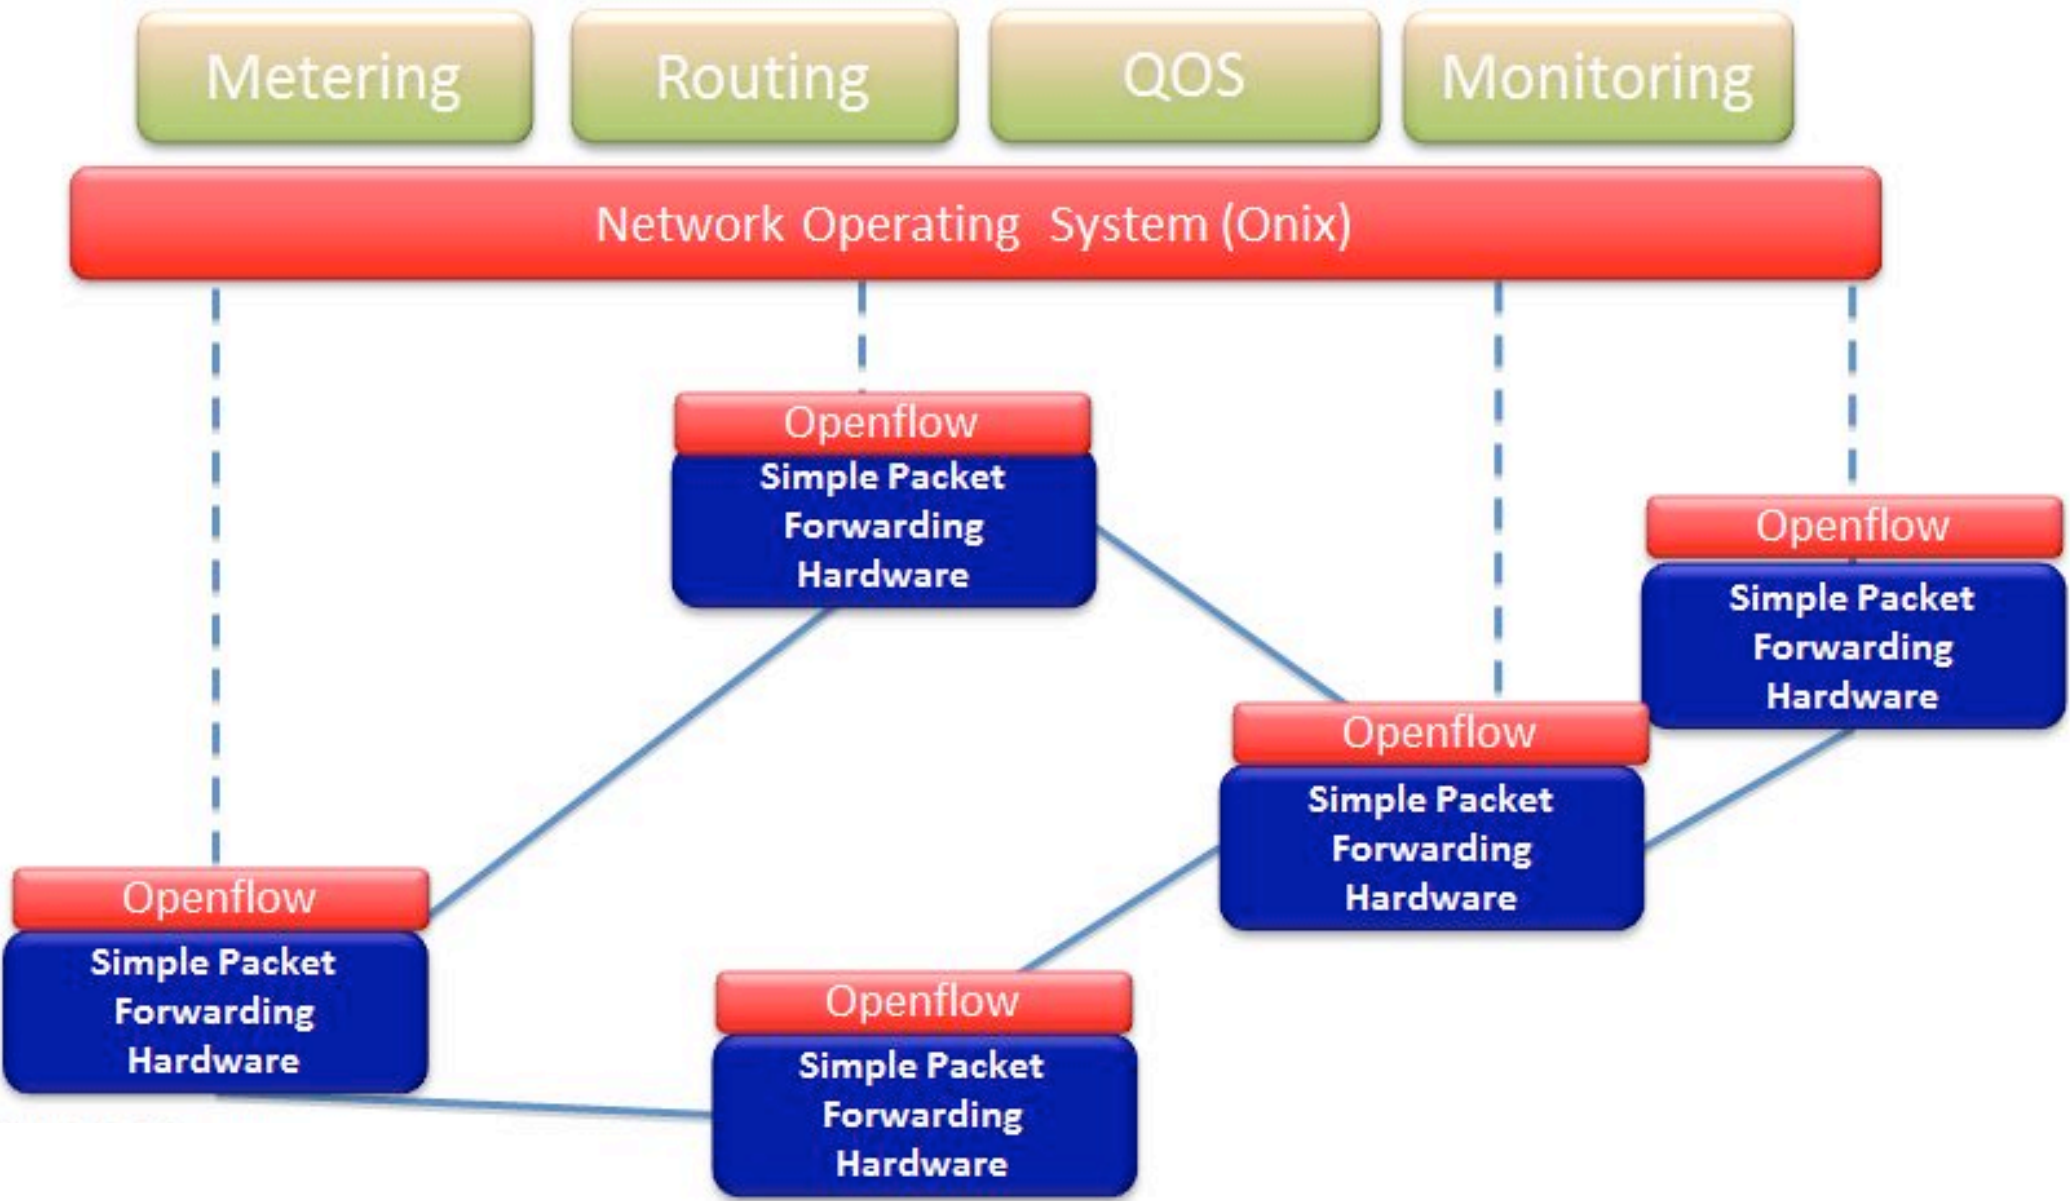 Metering
Routing
QOS
Monitoring
Network Operating System (Onix)
Openflow
Simple Packet
Forwarding
Hardware
Openflow
Simple Packet
Forwarding
Hardware
Openflow
Simple Packet
Forwarding
Hardware
Openflow
Simple Packet
Forwarding
Hardware
Openflow
Simple Packet
Forwarding
Hardware